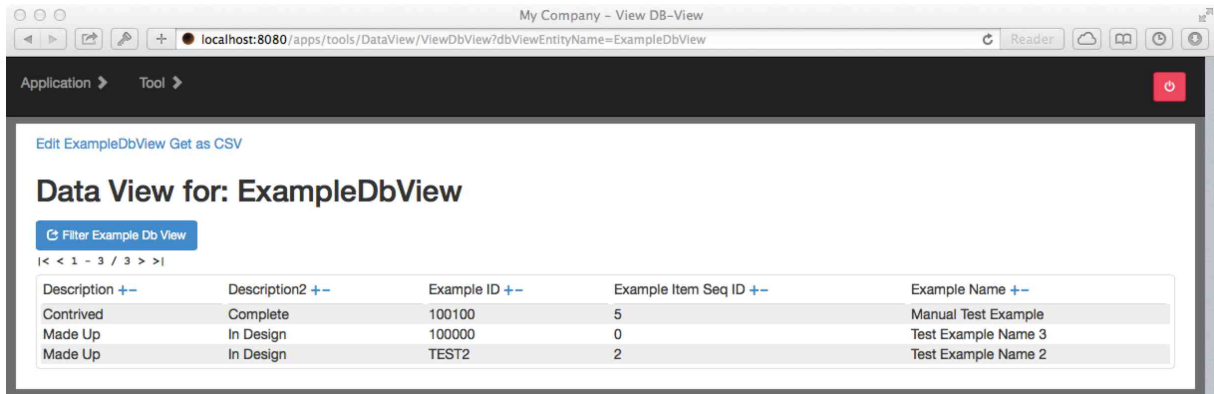 My Company – View DB-View
localhost:8080/apps/tools/DataView/ViewDbView?dbViewEntityName=ExampleDbView Reader
Application Tool
Edit ExampleDbView Get as CSV
Data View for: ExampleDbView
Filter Example Db View
|< < 1 - 3 / 3 > >|
Description +− Description2 +− Example ID +− Example Item Seq ID +− Example Name +−
Contrived Complete 100100 5 Manual Test Example
Made Up In Design 100000 0 Test Example Name 3
Made Up In Design TEST2 2 Test Example Name 2